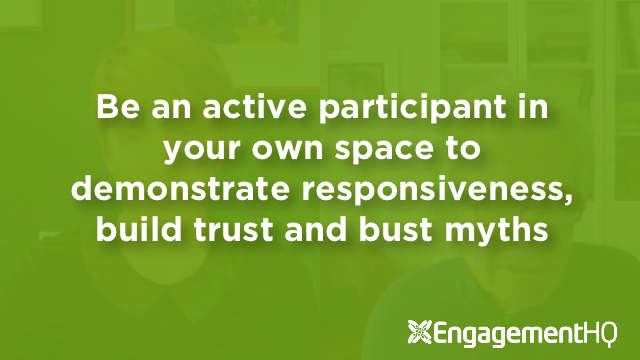 Be an active participant in
your own space to
demonstrate responsiveness,
build trust and bust myths
EngagementHQ